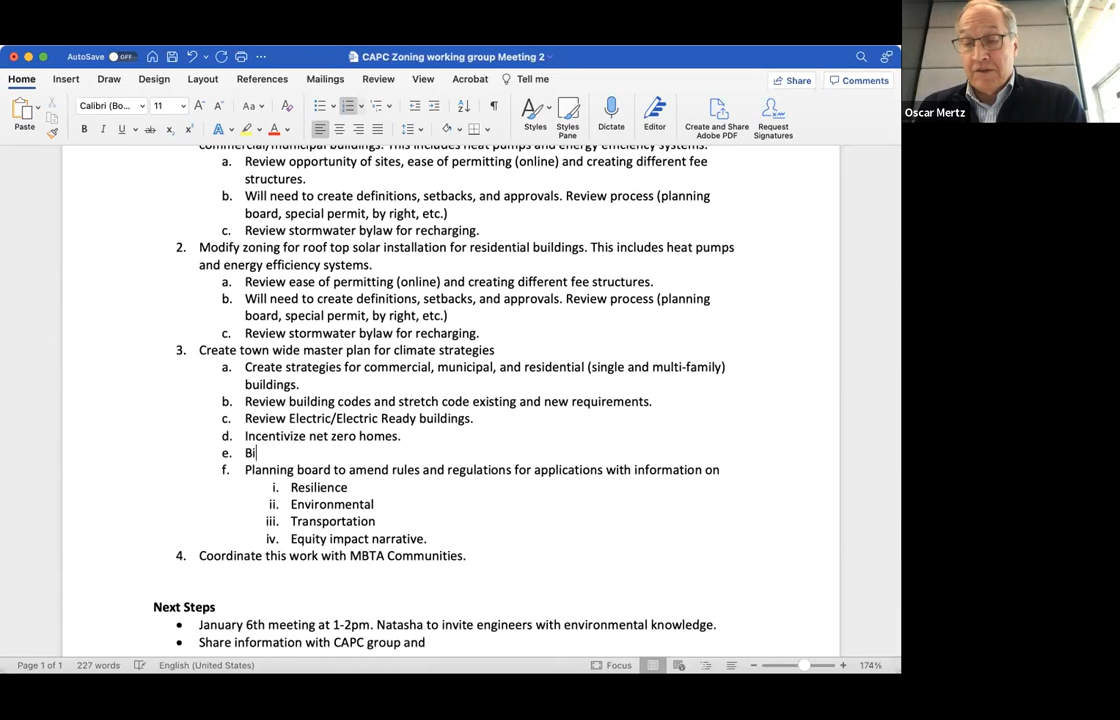 AutoSave OFF
CAPC Zoning working group Meeting 2
Home Insert Draw Design Layout References Mailings Review View Acrobat Tell me
Share Comments
Paste
Calibri (Bo... 11
Styles
Styles Pane
Dictate
Editor
Create and Share Adobe PDF
Request Signatures
Oscar Mertz
commercial/municipal buildings. This includes heat pumps and energy efficiency systems.
a. Review opportunity of sites, ease of permitting (online) and creating different fee
structures.
b. Will need to create definitions, setbacks, and approvals. Review process (planning
board, special permit, by right, etc.)
c. Review stormwater bylaw for recharging.
2. Modify zoning for roof top solar installation for residential buildings. This includes heat pumps
and energy efficiency systems.
a. Review ease of permitting (online) and creating different fee structures.
b. Will need to create definitions, setbacks, and approvals. Review process (planning
board, special permit, by right, etc.)
c. Review stormwater bylaw for recharging.
3. Create town wide master plan for climate strategies
a. Create strategies for commercial, municipal, and residential (single and multi-family)
buildings.
b. Review building codes and stretch code existing and new requirements.
c. Review Electric/Electric Ready buildings.
d. Incentivize net zero homes.
e. Bi
f. Planning board to amend rules and regulations for applications with information on
i. Resilience
ii. Environmental
iii. Transportation
iv. Equity impact narrative.
4. Coordinate this work with MBTA Communities.
Next Steps
• January 6th meeting at 1-2pm. Natasha to invite engineers with environmental knowledge.
• Share information with CAPC group and
Page 1 of 1 227 words English (United States) Focus 174%